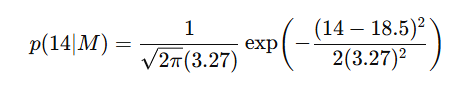 p(14|M) = \frac{1}{\sqrt{2\pi}(3.27)} \exp\left(-\frac{(14 - 18.5)^2}{2(3.27)^2}\right)